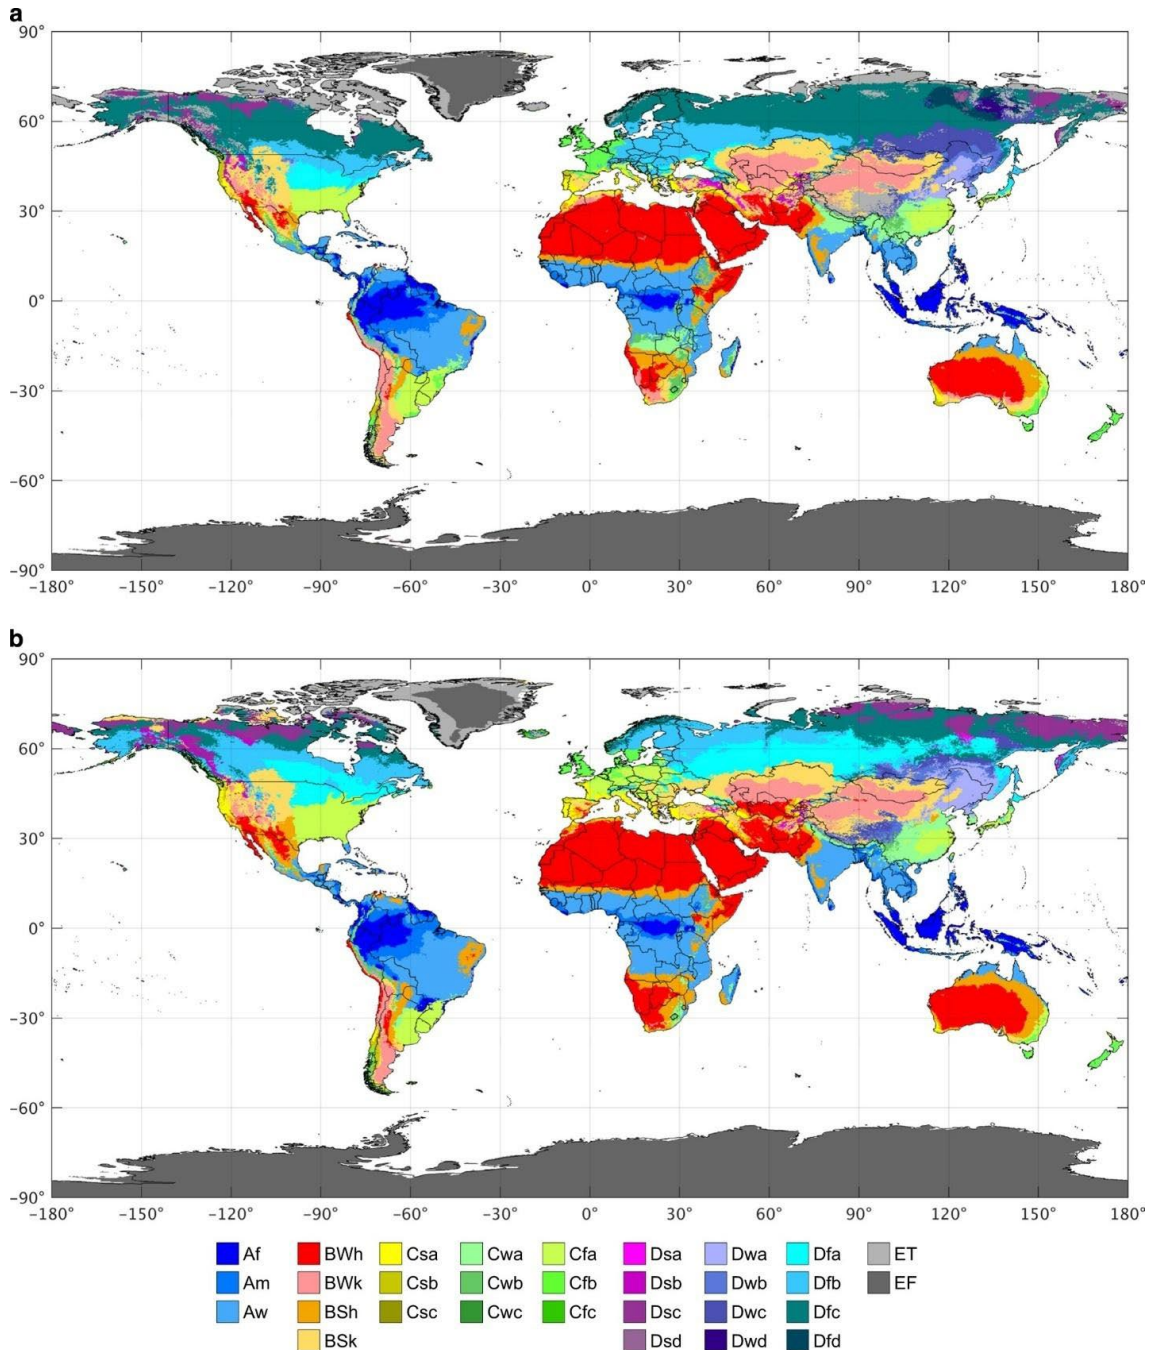 a
90°
60°
30°
0°
−30°
−60°
−90°
−180° −150° −120° −90° −60° −30° 0° 30° 60° 90° 120° 150° 180°
b
90°
60°
30°
0°
−30°
−60°
−90°
−180° −150° −120° −90° −60° −30° 0° 30° 60° 90° 120° 150° 180°
Af BWh Csa Cwa Cfa Dsa Dwa Dfa ET
Am BWk Csb Cwb Cfb Dsb Dwb Dfb EF
Aw BSh Csc Cwc Cfc Dsc Dwc Dfc
BSk Dsd Dwd Dfd